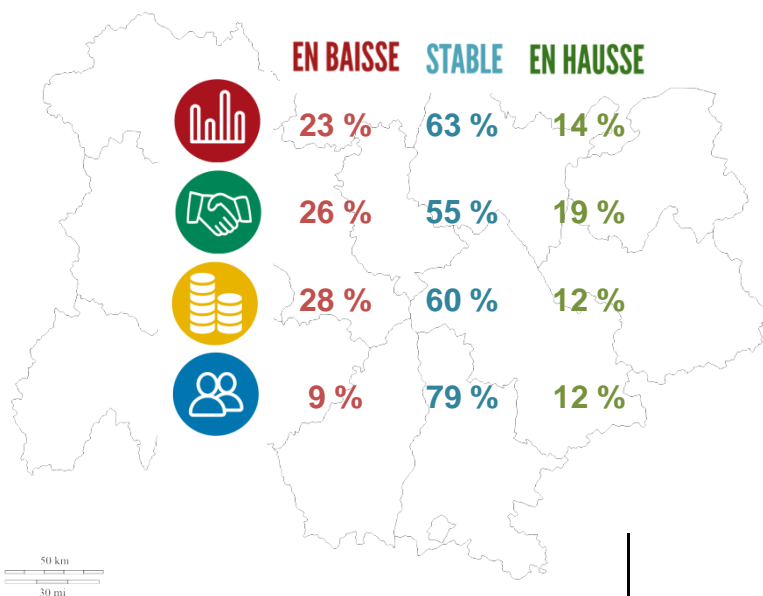 EN BAISSE STABLE EN HAUSSE
23 % 63 % 14 %
26 % 55 % 19 %
28 % 60 % 12 %
9 % 79 % 12 %
50 km
30 mi